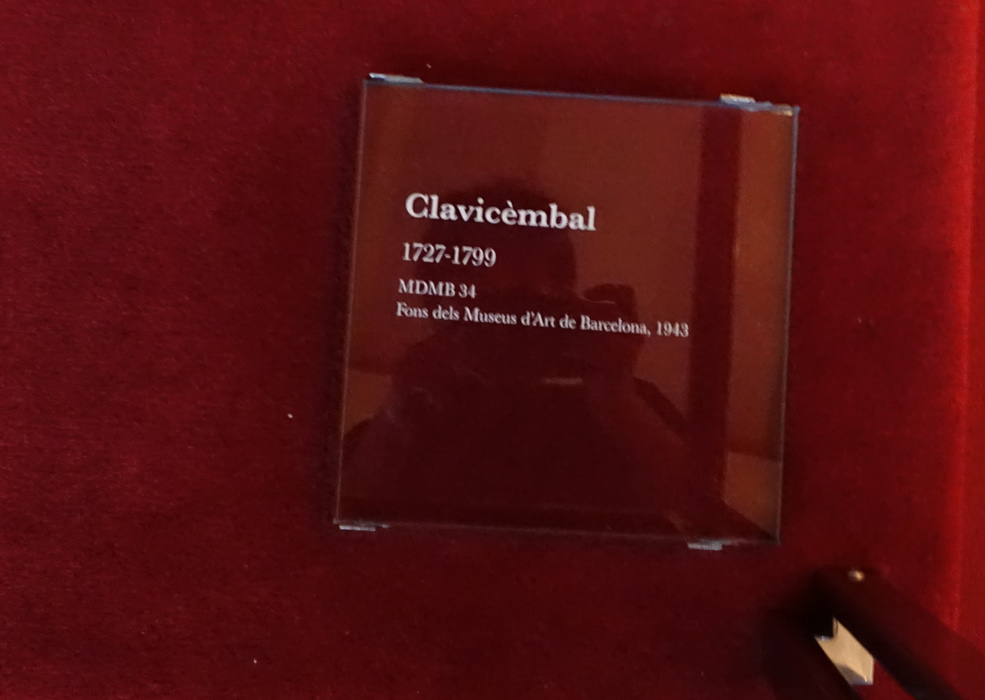 Clavicèmbal
1727-1799
MDMB 34
Fons dels Museus d'Art de Barcelona, 1943